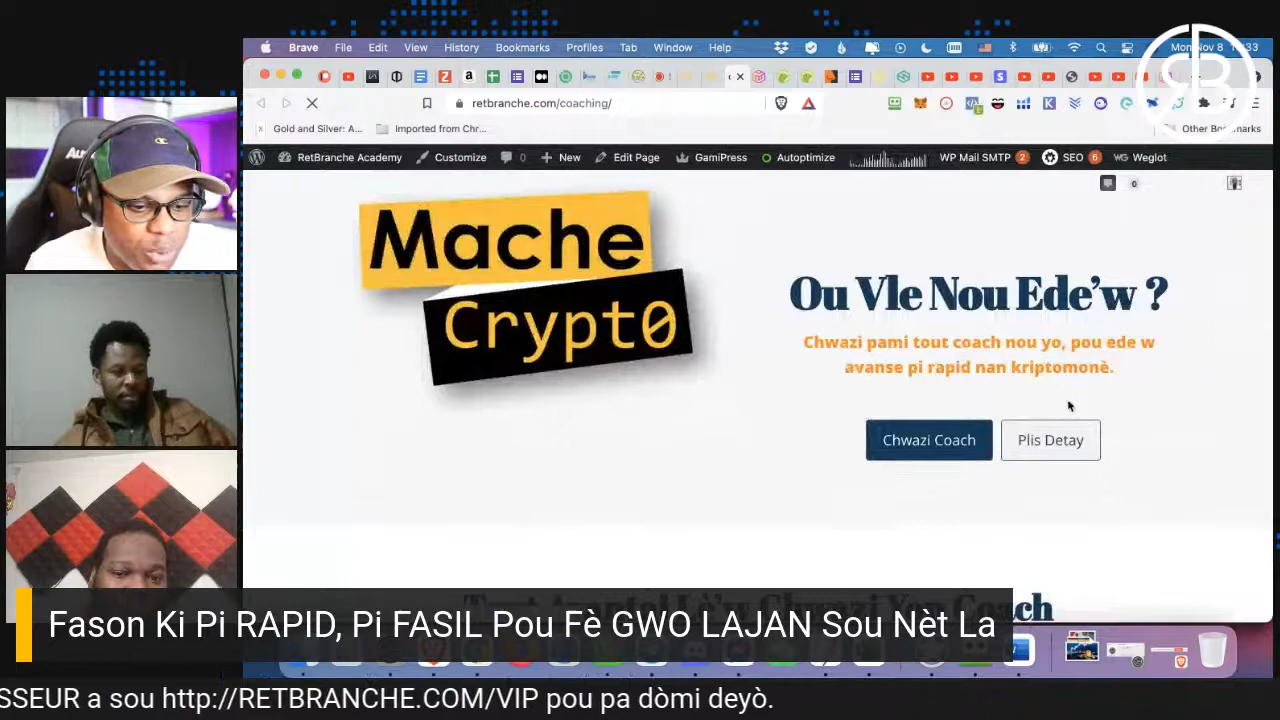 Brave File Edit View History Bookmarks Profiles Tab Window Help
Mon Nov 8
retbranche.com/coaching/
Gold and Silver: A... Imported from Chr... Other Bookmarks
RetBranche Academy Customize 0 New Edit Page GamiPress Autoptimize WP Mail SMTP 2 SEO 6 Weglot
0
Mache
Crypt0
Ou Vle Nou Ede'w ?
Chwazi pami tout coach nou yo, pou ede w
avanse pi rapid nan kriptomonè.
Chwazi Coach Plis Detay
Fason Ki Pi RAPID, Pi FASIL Pou Fè GWO LAJAN Sou Nèt La
SSEUR a sou http://RETBRANCHE.COM/VIP pou pa dòmi deyò.